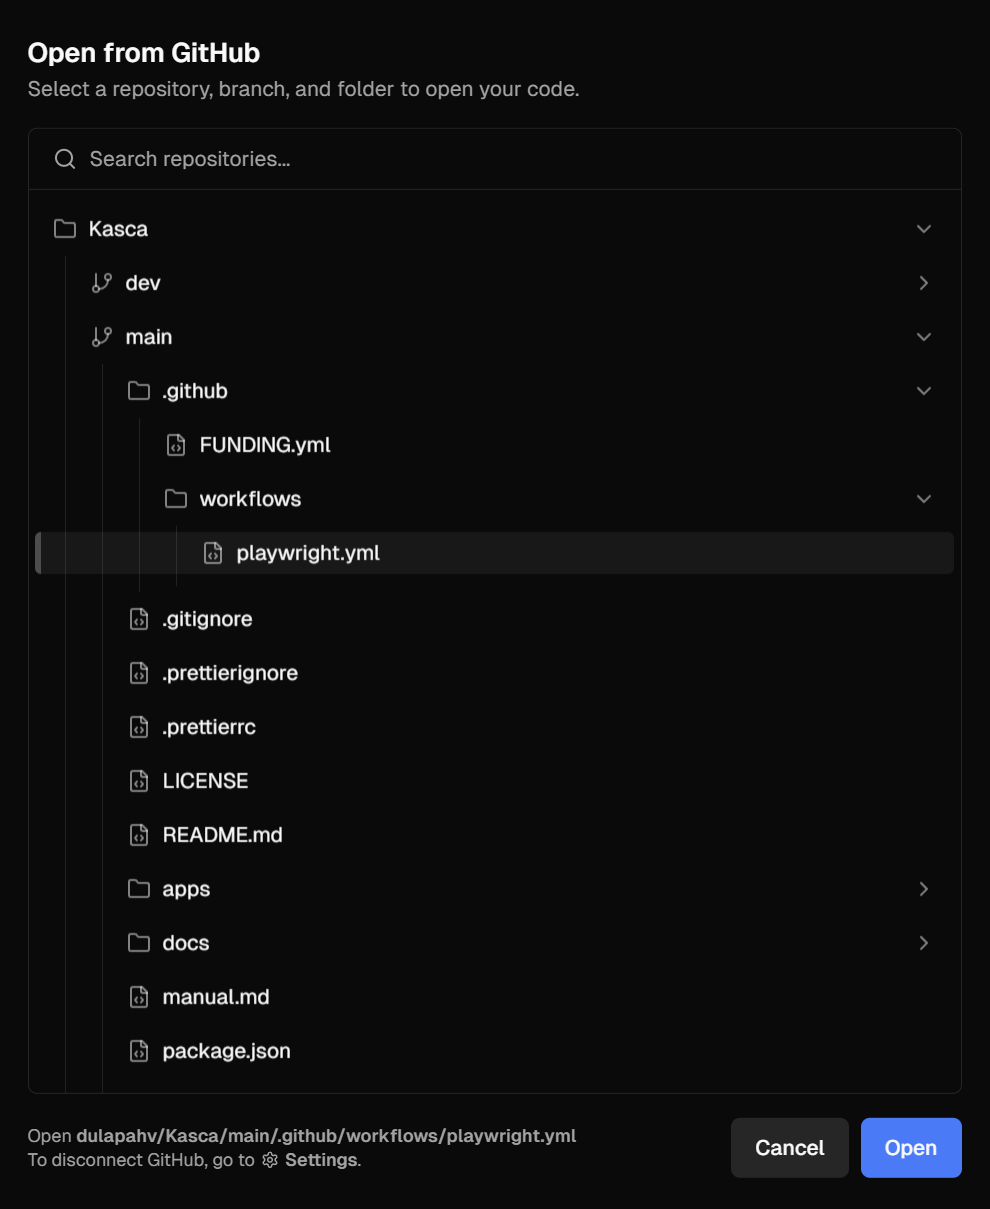 Open from GitHub
Select a repository, branch, and folder to open your code.
Search repositories...
Kasca
dev
main
.github
FUNDING.yml
workflows
playwright.yml
.gitignore
.prettierignore
.prettierrc
LICENSE
README.md
apps
docs
manual.md
package.json
Open dulapahv/Kasca/main/.github/workflows/playwright.yml
To disconnect GitHub, go to Settings.
Cancel
Open